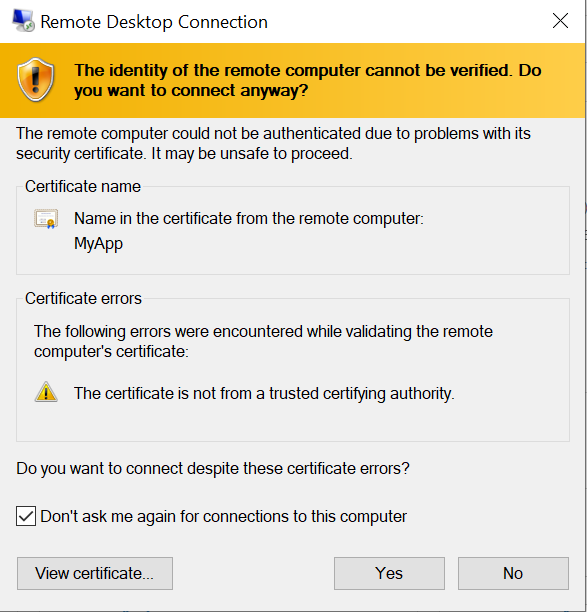 Remote Desktop Connection
The identity of the remote computer cannot be verified. Do
you want to connect anyway?
The remote computer could not be authenticated due to problems with its
security certificate. It may be unsafe to proceed.
Certificate name
Name in the certificate from the remote computer:
MyApp
Certificate errors
The following errors were encountered while validating the remote
computer's certificate:
The certificate is not from a trusted certifying authority.
Do you want to connect despite these certificate errors?
Don't ask me again for connections to this computer
View certificate... Yes No